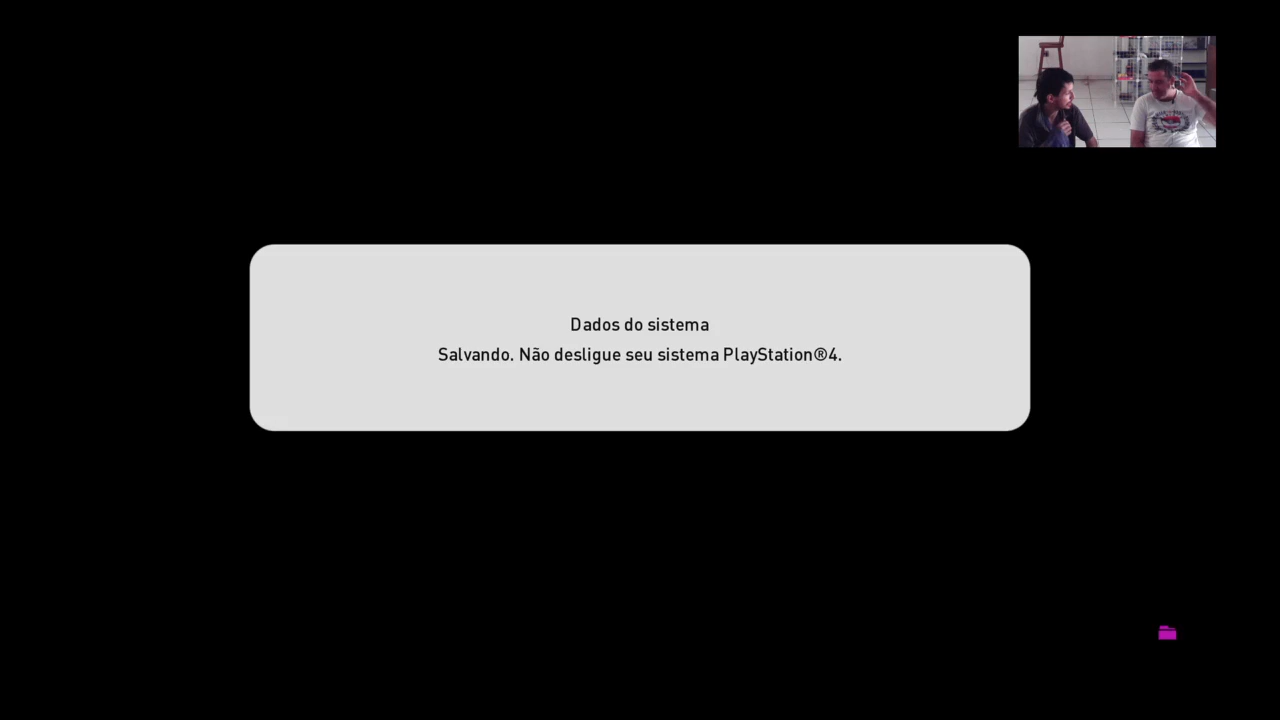 Dados do sistema
Salvando. Não desligue seu sistema PlayStation®4.